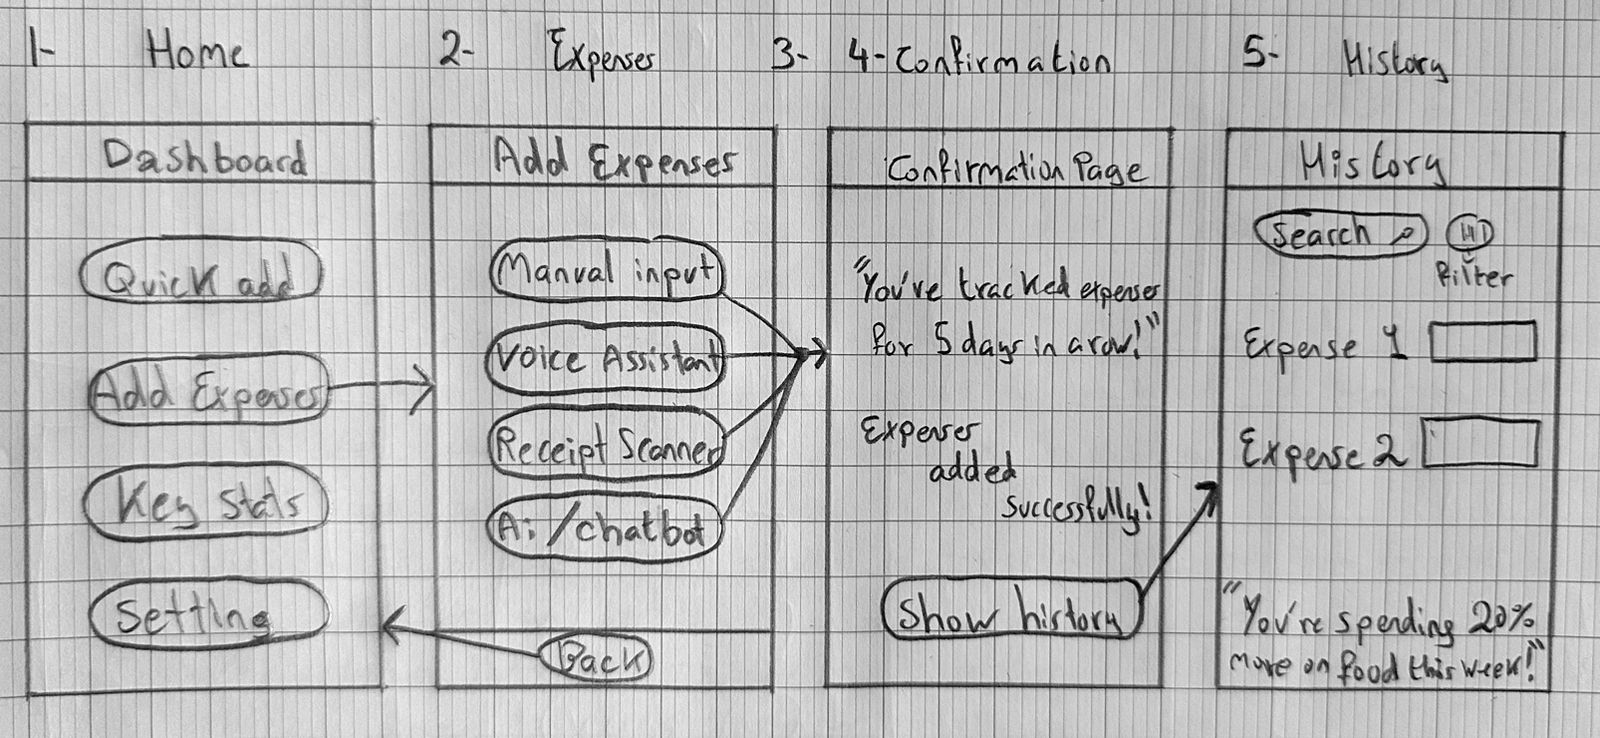 1- Home
2- Expenses
3- 4- Confirmation
5- History
Dashboard
Quick add
Add Expenses
Key Stats
Setting
Add Expenses
Manual input
Voice Assistant
Receipt Scanner
Ai/chatbot
Back
Confirmation Page
"You've tracked expenses
for 5 days in a row!"
Expenses
added
successfully!
Show history
History
Search
Filter
Expense 1
Expense 2
"You're spending 20%
more on food this week!"